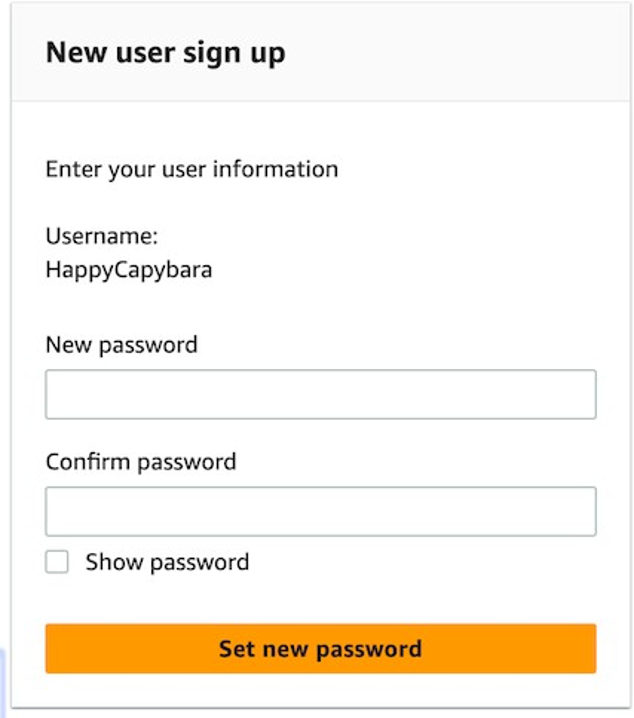 New user sign up
Enter your user information
Username:
HappyCapybara
New password
Confirm password
Show password
Set new password